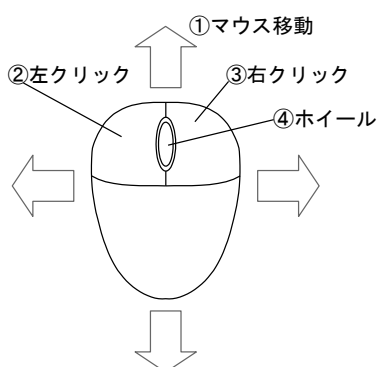 ①マウス移動
②左クリック
③右クリック
④ホイール